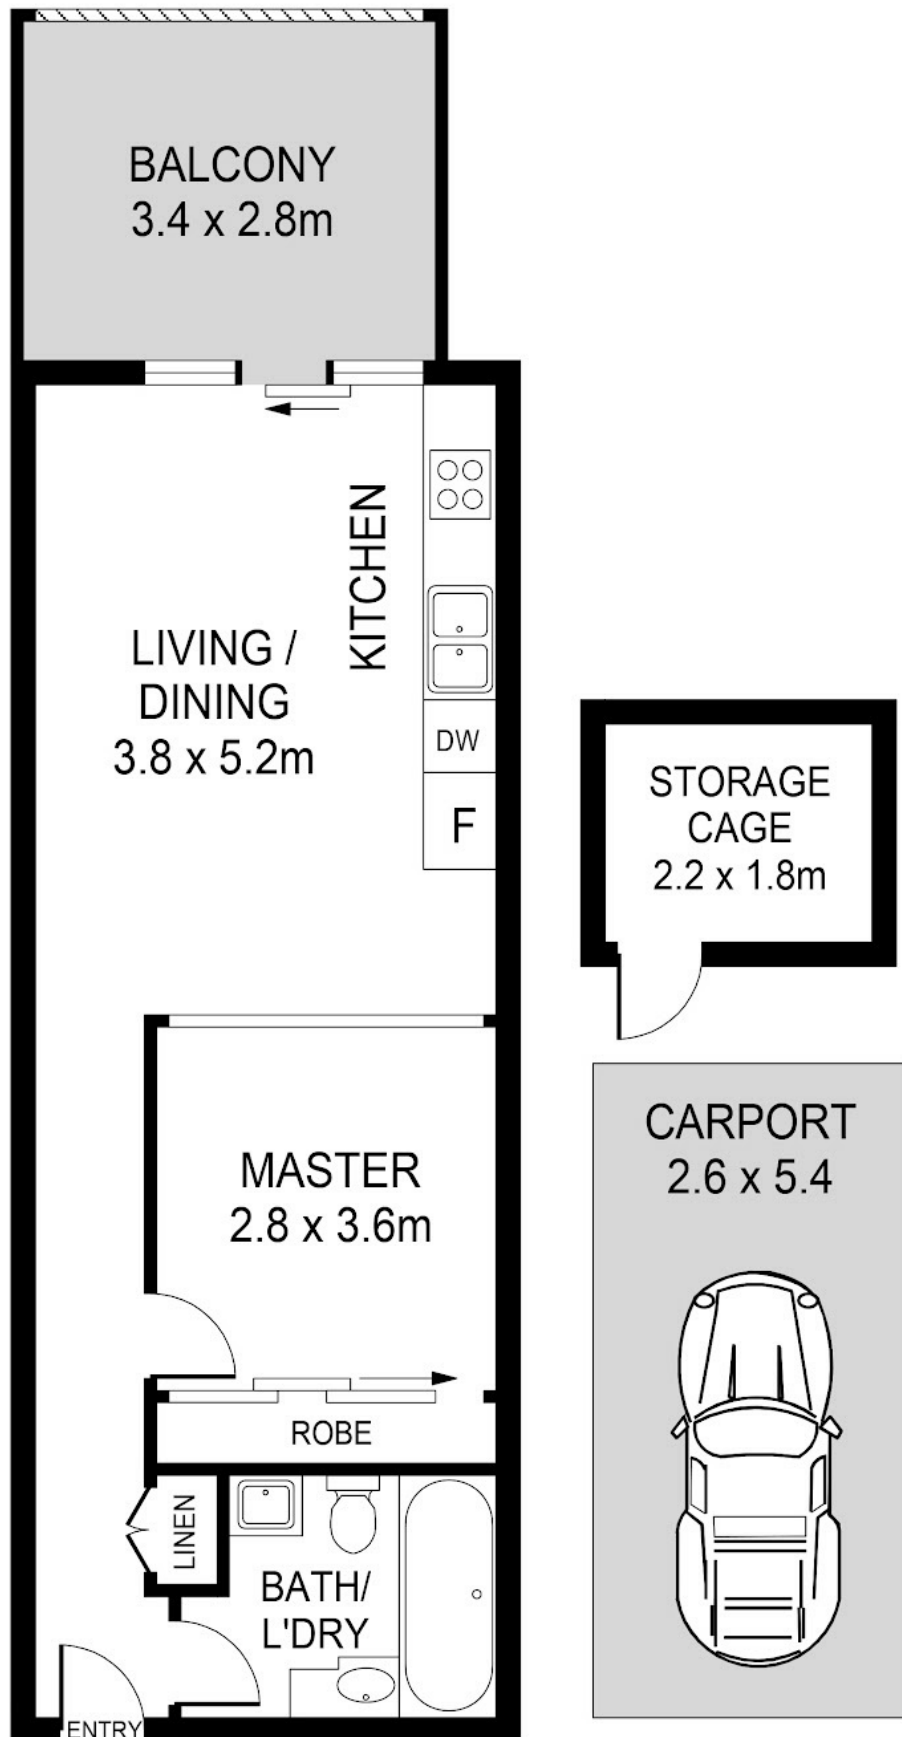 BALCONY
3.4 x 2.8m
KITCHEN
LIVING /
DINING
3.8 x 5.2m
DW
F
STORAGE
CAGE
2.2 x 1.8m
MASTER
2.8 x 3.6m
CARPORT
2.6 x 5.4
ROBE
LINEN
BATH/
L'DRY
ENTRY